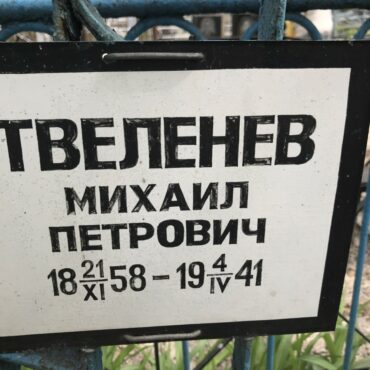 ТВЕЛЕНЕВ
МИХАИЛ
ПЕТРОВИЧ
18 21/XI 58 – 19 4/IV 41